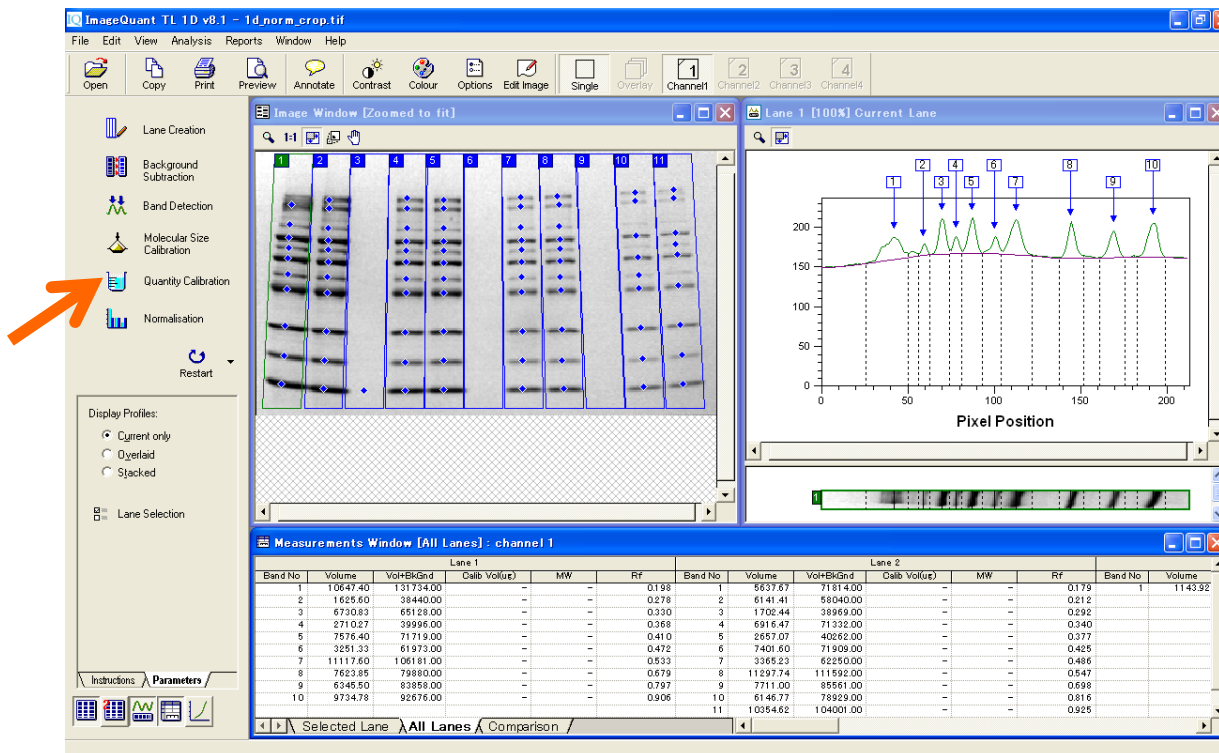 ImageQuant TL 1D v8.1 - 1d_norm_crop.tif
File Edit View Analysis Reports Window Help
Open Copy Print Preview Annotate Contrast Colour Options Edit Image Single Overlay Channel1 Channel2 Channel3 Channel4
1 2 3 4
Lane Creation
Background
Subtraction
Band Detection
Molecular Size
Calibration
Quantity Calibration
Normalisation
Restart
Display Profiles:
Current only
Overlaid
Stacked
Lane Selection
Instructions Parameters
Image Window [Zoomed to fit]
1:1
1 2 3 4 5 6 7 8 9 10 11
Lane 1 [100%] Current Lane
1 2 3 4 5 6 7 8 9 10
200
150
100
50
0
0 50 100 150 200
Pixel Position
1
Measurements Window [All Lanes] : channel 1
Lane 1 Lane 2
Band No Volume Vol+BkGnd Calib Vol(ug) MW Rf Band No Volume Vol+BkGnd Calib Vol(ug) MW Rf Band No Volume
1 10647.40 131734.00 - - 0.198 1 5637.67 71814.00 - - 0.179 1 1143.92
2 1625.60 38440.00 - - 0.278 2 6141.41 58040.00 - - 0.212
3 6730.83 65128.00 - - 0.330 3 1702.44 38969.00 - - 0.292
4 2710.27 39996.00 - - 0.368 4 6916.47 71332.00 - - 0.340
5 7576.40 71719.00 - - 0.410 5 2657.07 40262.00 - - 0.377
6 3251.33 61973.00 - - 0.472 6 7401.60 71909.00 - - 0.425
7 11117.60 106181.00 - - 0.533 7 3365.23 62250.00 - - 0.486
8 7623.85 79880.00 - - 0.679 8 11297.74 111592.00 - - 0.547
9 6345.50 83858.00 - - 0.797 9 7711.00 85561.00 - - 0.698
10 9734.78 92676.00 - - 0.906 10 6146.77 78929.00 - - 0.816
11 10354.62 104001.00 - - 0.925
Selected Lane All Lanes Comparison